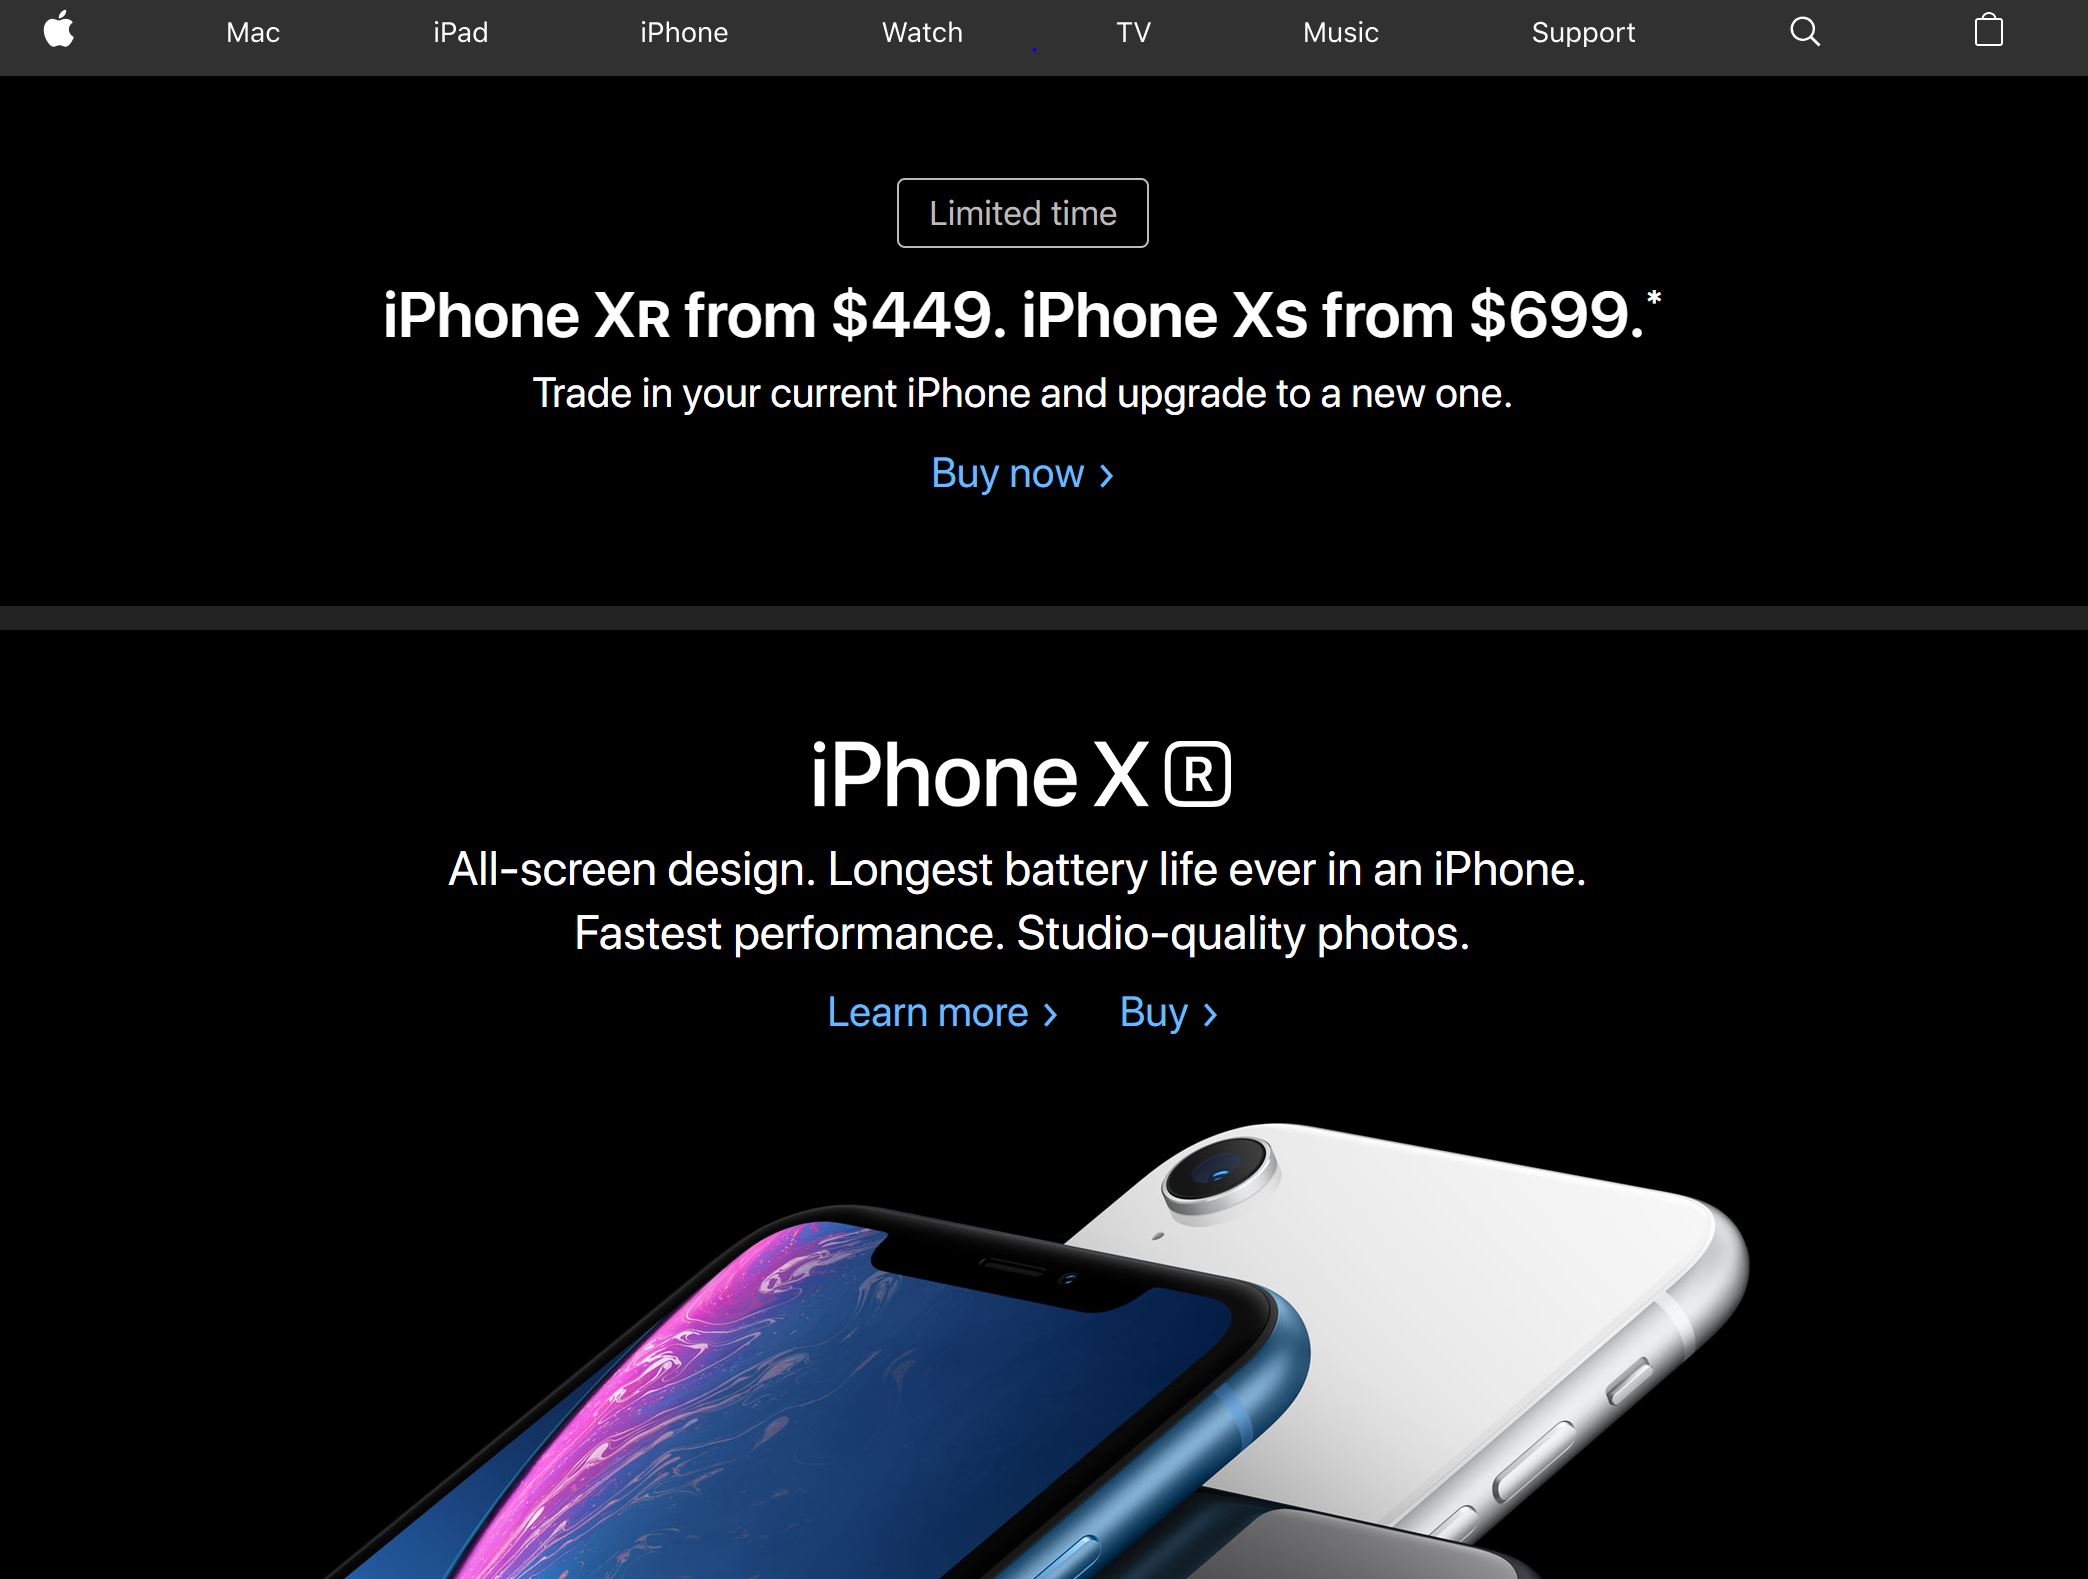 Mac iPad iPhone Watch TV Music Support
Limited time
iPhone XR from $449. iPhone XS from $699.*
Trade in your current iPhone and upgrade to a new one.
Buy now >
iPhone X R
All-screen design. Longest battery life ever in an iPhone.
Fastest performance. Studio-quality photos.
Learn more > Buy >